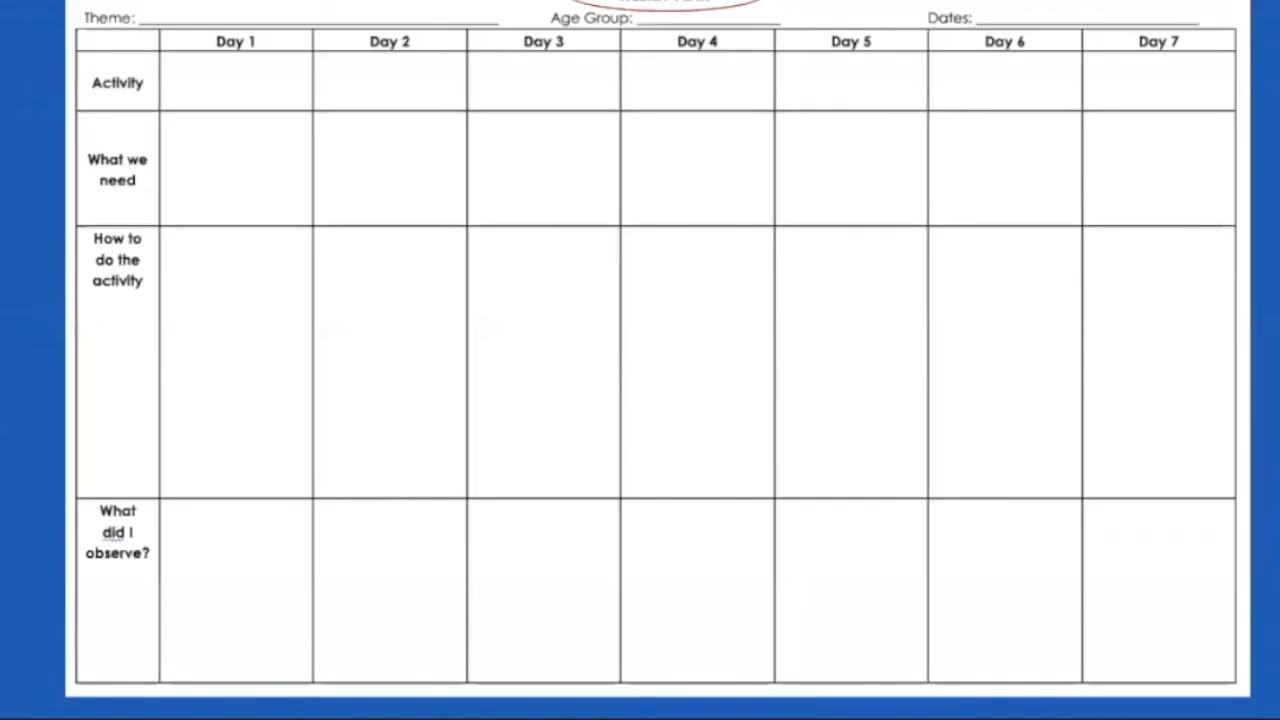 Theme: Age Group: Dates:
Day 1 Day 2 Day 3 Day 4 Day 5 Day 6 Day 7
Activity
What we
need
How to
do the
activity
What
did I
observe?